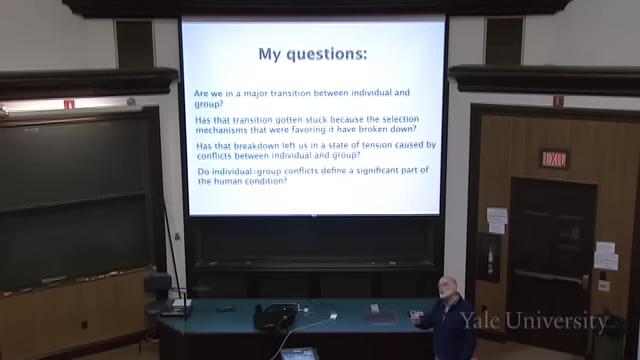 My questions:
Are we in a major transition between individual and
group?
Has that transition gotten stuck because the selection
mechanisms that were favoring it have broken down?
Has that breakdown left us in a state of tension caused by
conflicts between individual and group?
Do individual-group conflicts define a significant part of
the human condition?
EXIT
Yale University